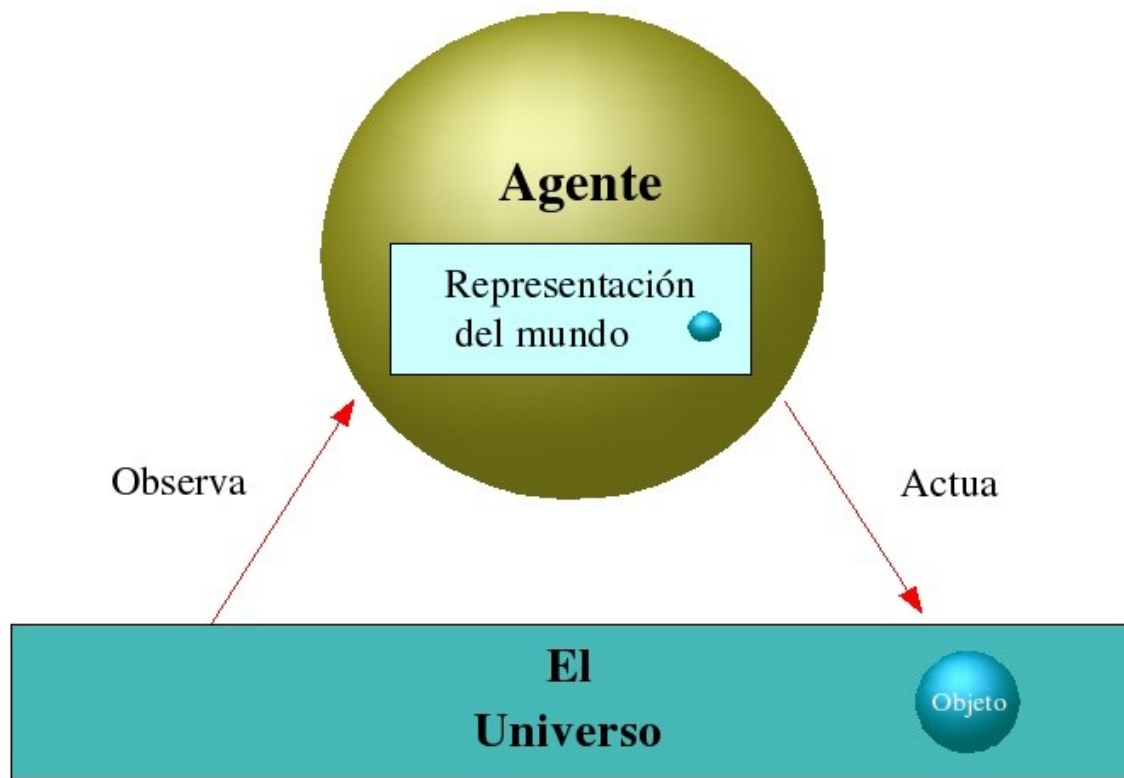 Agente
Representación
del mundo
Observa
Actua
El
Universo
Objeto